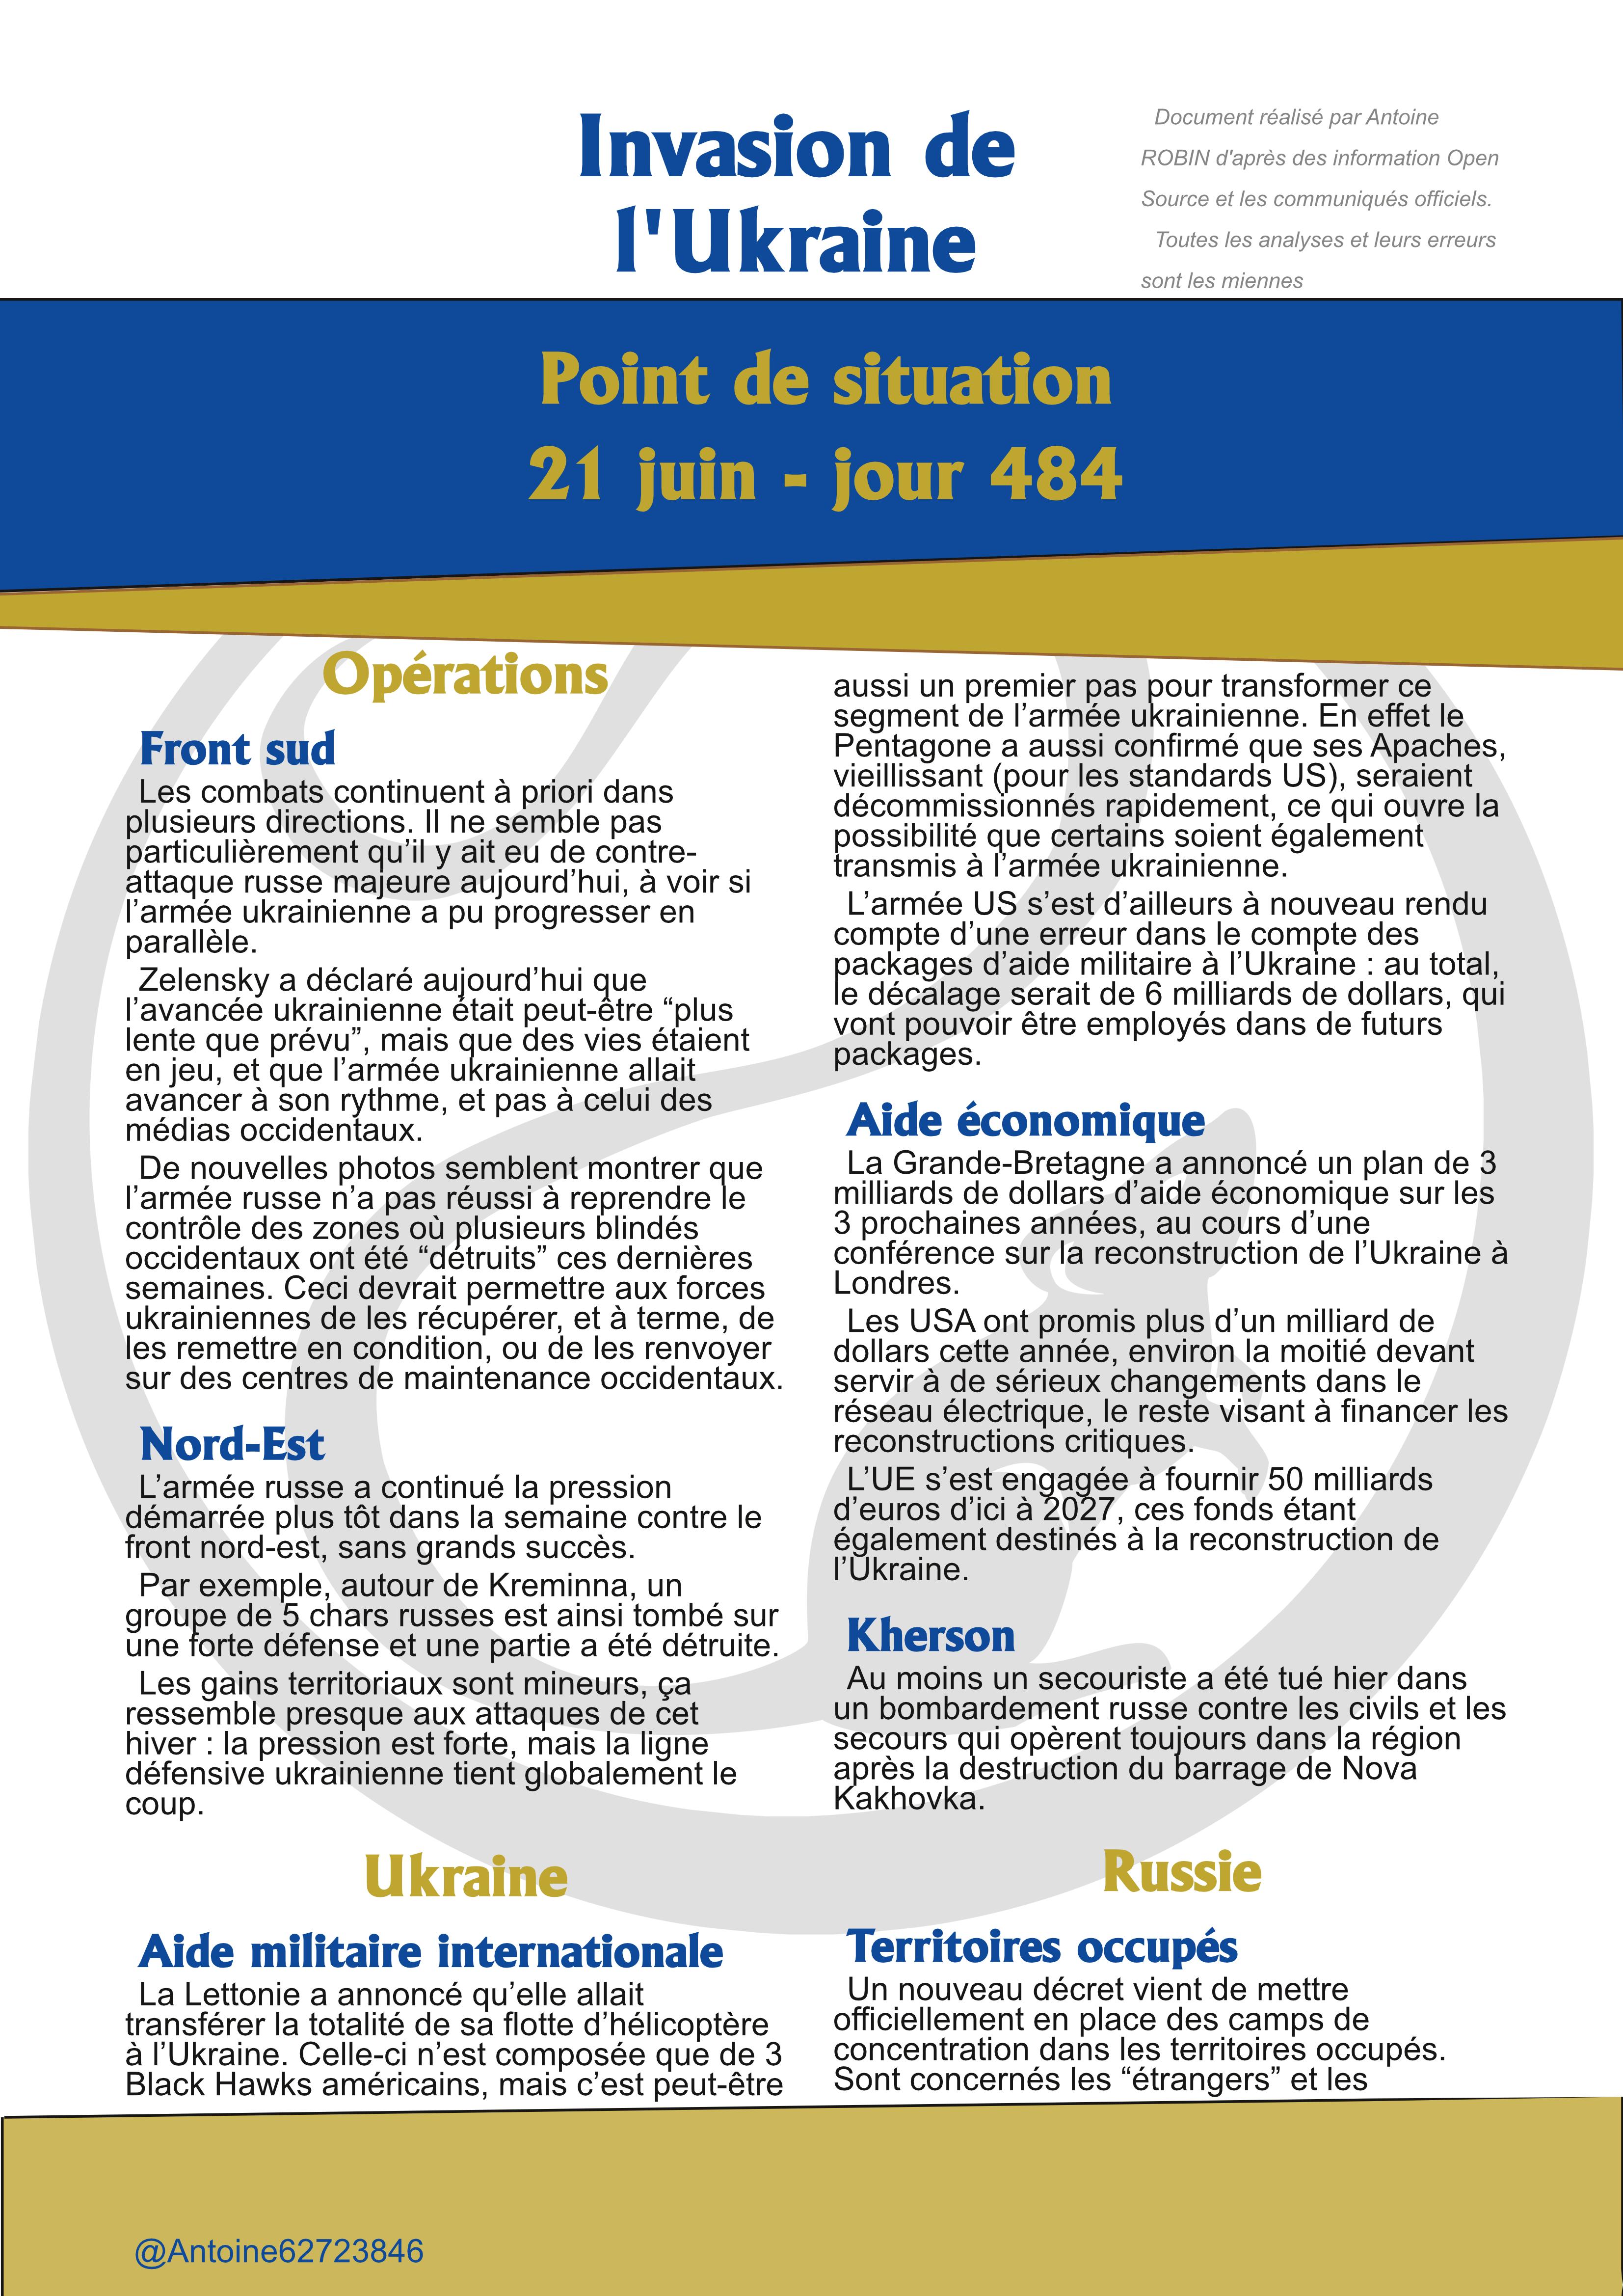 Invasion de
l'Ukraine
Document réalisé par Antoine
ROBIN d'après des information Open
Source et les communiqués officiels.
Toutes les analyses et leurs erreurs
sont les miennes
Point de situation
21 juin - jour 484
Opérations
Front sud
Les combats continuent à priori dans
plusieurs directions. Il ne semble pas
particulièrement qu’il y ait eu de contre-
attaque russe majeure aujourd’hui, à voir si
l’armée ukrainienne a pu progresser en
parallèle.
Zelensky a déclaré aujourd’hui que
l’avancée ukrainienne était peut-être “plus
lente que prévu”, mais que des vies étaient
en jeu, et que l’armée ukrainienne allait
avancer à son rythme, et pas à celui des
médias occidentaux.
De nouvelles photos semblent montrer que
l’armée russe n’a pas réussi à reprendre le
contrôle des zones où plusieurs blindés
occidentaux ont été “détruits” ces dernières
semaines. Ceci devrait permettre aux forces
ukrainiennes de les récupérer, et à terme, de
les remettre en condition, ou de les renvoyer
sur des centres de maintenance occidentaux.
Nord-Est
L’armée russe a continué la pression
démarrée plus tôt dans la semaine contre le
front nord-est, sans grands succès.
Par exemple, autour de Kreminna, un
groupe de 5 chars russes est ainsi tombé sur
une forte défense et une partie a été détruite.
Les gains territoriaux sont mineurs, ça
ressemble presque aux attaques de cet
hiver : la pression est forte, mais la ligne
défensive ukrainienne tient globalement le
coup.
Ukraine
Aide militaire internationale
La Lettonie a annoncé qu’elle allait
transférer la totalité de sa flotte d’hélicoptère
à l’Ukraine. Celle-ci n’est composée que de 3
Black Hawks américains, mais c’est peut-être
aussi un premier pas pour transformer ce
segment de l’armée ukrainienne. En effet le
Pentagone a aussi confirmé que ses Apaches,
vieillissant (pour les standards US), seraient
décommissionnés rapidement, ce qui ouvre la
possibilité que certains soient également
transmis à l’armée ukrainienne.
L’armée US s’est d’ailleurs à nouveau rendu
compte d’une erreur dans le compte des
packages d’aide militaire à l’Ukraine : au total,
le décalage serait de 6 milliards de dollars, qui
vont pouvoir être employés dans de futurs
packages.
Aide économique
La Grande-Bretagne a annoncé un plan de 3
milliards de dollars d’aide économique sur les
3 prochaines années, au cours d’une
conférence sur la reconstruction de l’Ukraine à
Londres.
Les USA ont promis plus d’un milliard de
dollars cette année, environ la moitié devant
servir à de sérieux changements dans le
réseau électrique, le reste visant à financer les
reconstructions critiques.
L’UE s’est engagée à fournir 50 milliards
d’euros d’ici à 2027, ces fonds étant
également destinés à la reconstruction de
l’Ukraine.
Kherson
Au moins un secouriste a été tué hier dans
un bombardement russe contre les civils et les
secours qui opèrent toujours dans la région
après la destruction du barrage de Nova
Kakhovka.
Russie
Territoires occupés
Un nouveau décret vient de mettre
officiellement en place des camps de
concentration dans les territoires occupés.
Sont concernés les “étrangers” et les
@Antoine62723846